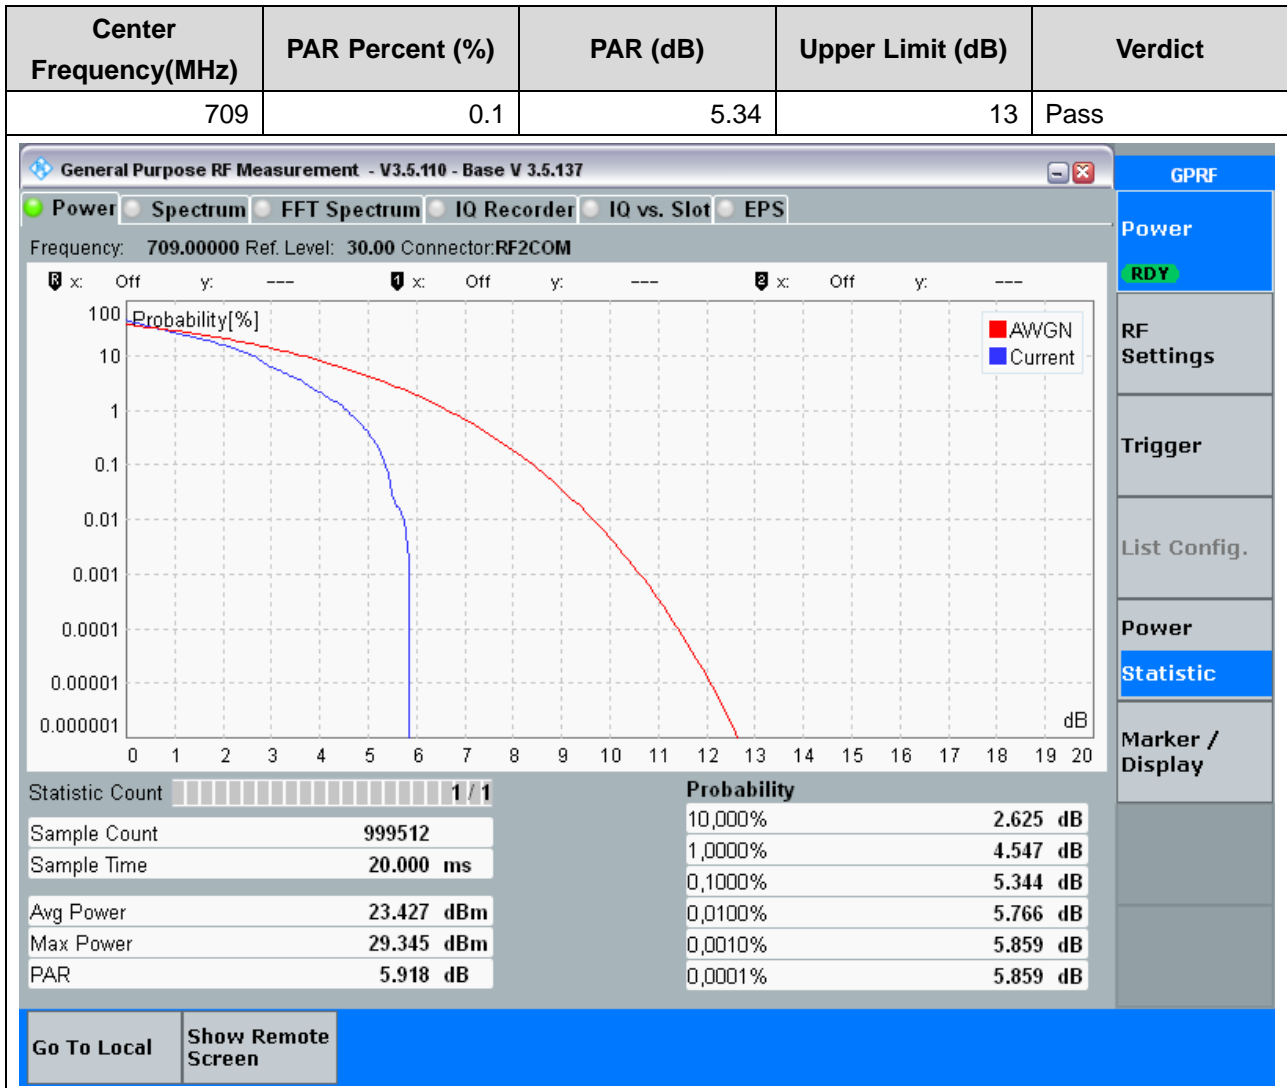 Center Frequency(MHz) PAR Percent (%) PAR (dB) Upper Limit (dB) Verdict
709 0.1 5.34 13 Pass
General Purpose RF Measurement - V3.5.110 - Base V 3.5.137
GPRF
Power Spectrum FFT Spectrum IQ Recorder IQ vs. Slot EPS
Frequency: 709.00000 Ref. Level: 30.00 Connector:RF2COM
R x: Off y: --- 1 x: Off y: --- 2 x: Off y: ---
Probability[%]
AWGN
Current
100
10
1
0.1
0.01
0.001
0.0001
0.00001
0.000001
dB
0 1 2 3 4 5 6 7 8 9 10 11 12 13 14 15 16 17 18 19 20
Statistic Count 1 / 1
Sample Count 999512
Sample Time 20.000 ms
Avg Power 23.427 dBm
Max Power 29.345 dBm
PAR 5.918 dB
Probability
10,000% 2.625 dB
1,0000% 4.547 dB
0,1000% 5.344 dB
0,0100% 5.766 dB
0,0010% 5.859 dB
0,0001% 5.859 dB
Power
RDY
RF
Settings
Trigger
List Config.
Power
Statistic
Marker /
Display
Go To Local
Show Remote
Screen